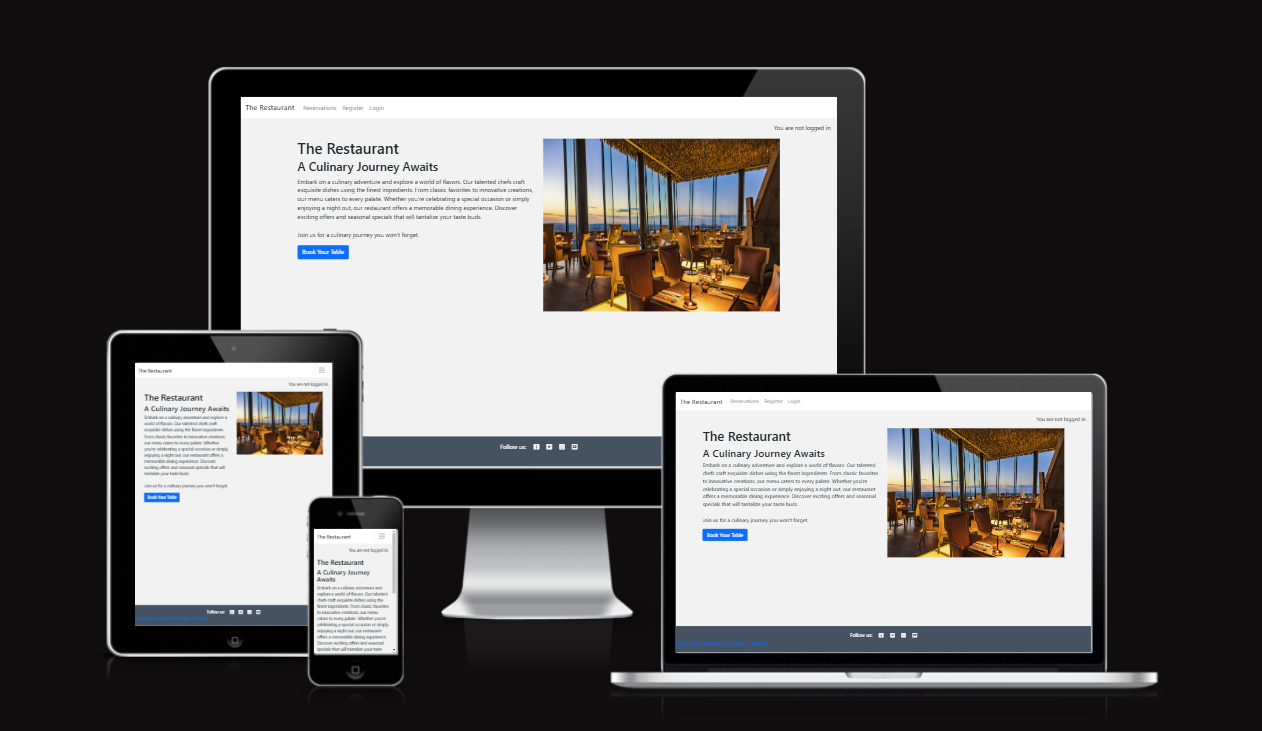 The Restaurant Reservations Register Login
You are not logged in
The Restaurant
A Culinary Journey Awaits
Embark on a culinary adventure and explore a world of flavors. Our talented chefs craft
exquisite dishes using the finest ingredients. From classic favorites to innovative creations,
our menu caters to every palate. Whether you're celebrating a special occasion or simply
enjoying a night out, our restaurant offers a memorable dining experience. Discover
exciting offers and seasonal specials that will tantalize your taste buds.
Join us for a culinary journey you won't forget.
Book Your Table
Follow us:
The Restaurant
You are not logged in
The Restaurant
A Culinary Journey Awaits
Embark on a culinary adventure and explore a
world of flavors. Our talented chefs craft
exquisite dishes using the finest ingredients.
From classic favorites to innovative creations,
our menu caters to every palate. Whether
you're celebrating a special occasion or simply
enjoying a night out, our restaurant offers a
memorable dining experience. Discover
exciting offers and seasonal specials that will
tantalize your taste buds.
Join us for a culinary journey you won't forget.
Book Your Table
Follow us:
The Restaurant
You are not logged in
The Restaurant
A Culinary Journey
Awaits
Embark on a culinary adventure and
explore a world of flavors. Our talented
chefs craft exquisite dishes using the
finest ingredients. From classic favorites
to innovative creations, our menu
caters to every palate. Whether you're
celebrating a special occasion or simply
enjoying a night out, our restaurant
offers a memorable dining experience.
Discover exciting offers and seasonal
specials that will tantalize your taste
The Restaurant Reservations Register Login
You are not logged in
The Restaurant
A Culinary Journey Awaits
Embark on a culinary adventure and explore a world of flavors. Our talented
chefs craft exquisite dishes using the finest ingredients. From classic favorites
to innovative creations, our menu caters to every palate. Whether you're
celebrating a special occasion or simply enjoying a night out, our restaurant
offers a memorable dining experience. Discover exciting offers and seasonal
specials that will tantalize your taste buds.
Join us for a culinary journey you won't forget.
Book Your Table
Follow us: